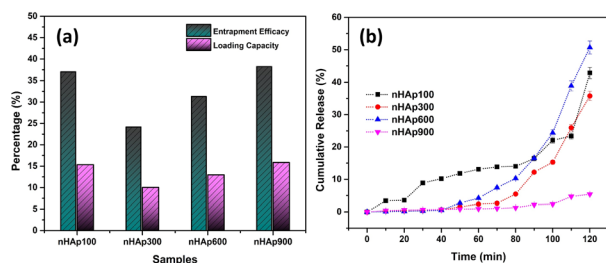 (a)
Entrapment Efficacy
Loading Capacity
Percentage (%)
45
40
35
30
25
20
15
10
5
0
nHAp100 nHAp300 nHAp600 nHAp900
Samples
(b)
nHAp100
nHAp300
nHAp600
nHAp900
Cumulative Release (%)
60
50
40
30
20
10
0
0 20 40 60 80 100 120
Time (min)